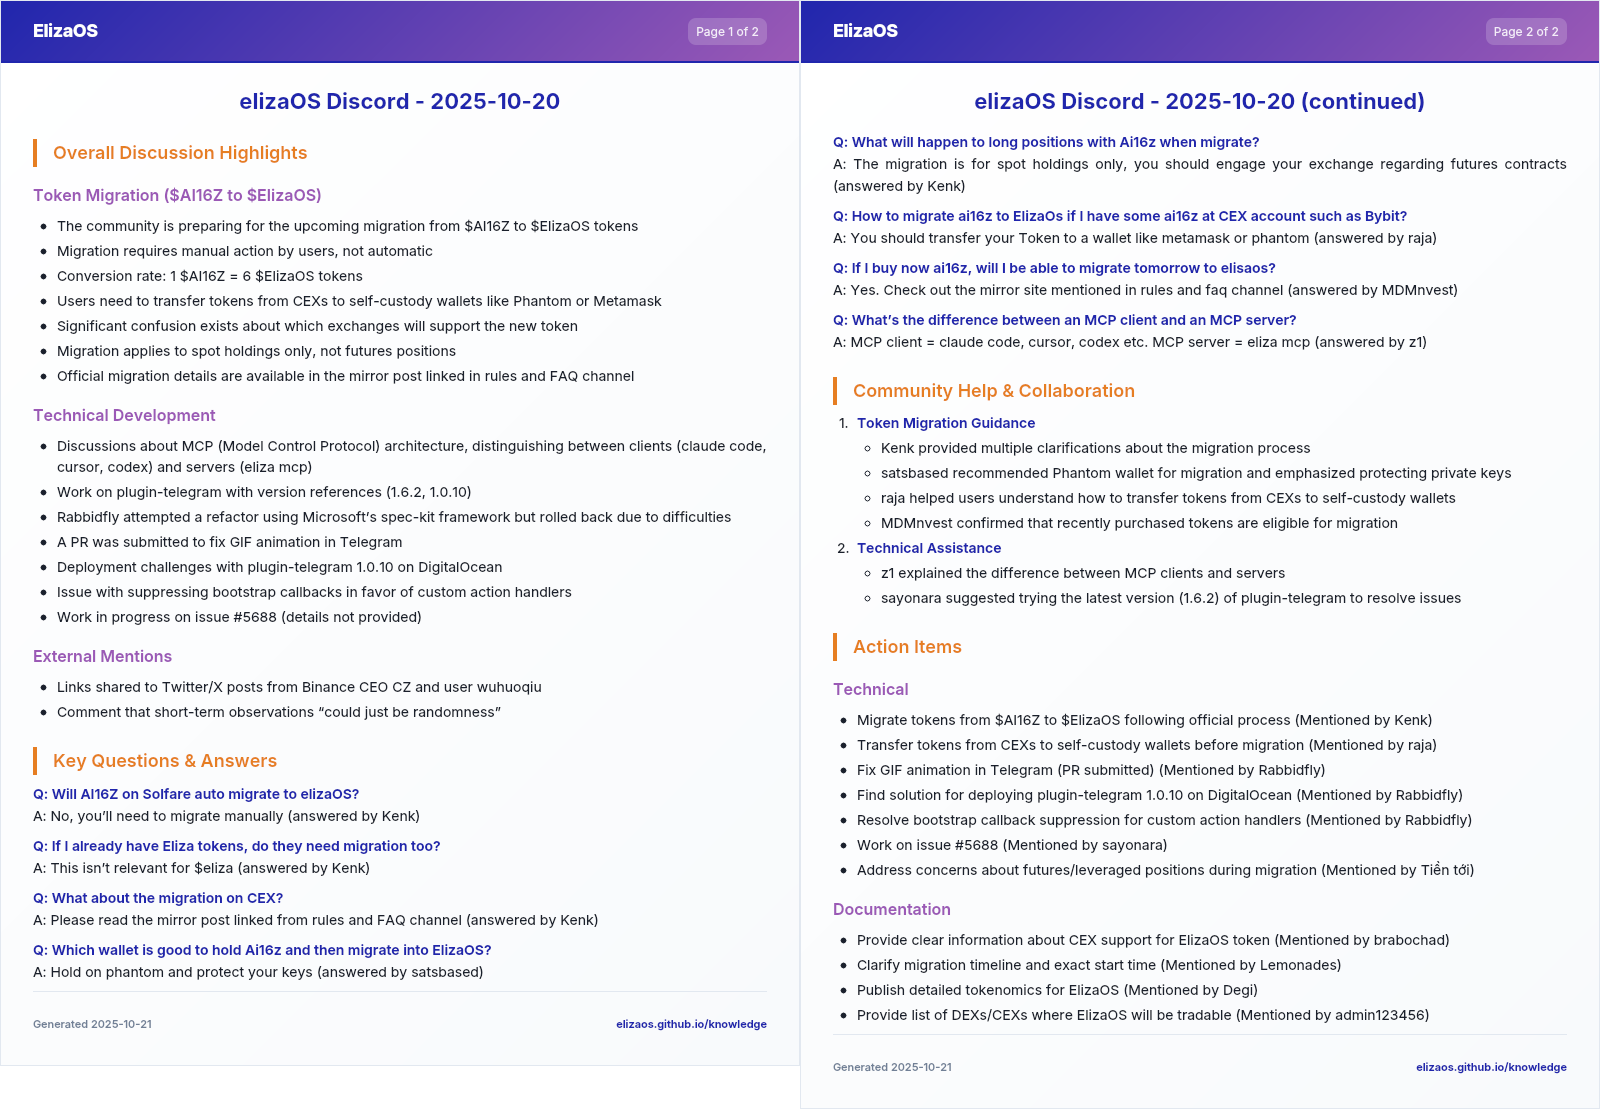 ElizaOS
Page 1 of 2
elizaOS Discord - 2025-10-20
Overall Discussion Highlights
Token Migration ($AI16Z to $ElizaOS)
• The community is preparing for the upcoming migration from $AI16Z to $ElizaOS tokens
• Migration requires manual action by users, not automatic
• Conversion rate: 1 $AI16Z = 6 $ElizaOS tokens
• Users need to transfer tokens from CEXs to self-custody wallets like Phantom or Metamask
• Significant confusion exists about which exchanges will support the new token
• Migration applies to spot holdings only, not futures positions
• Official migration details are available in the mirror post linked in rules and FAQ channel
Technical Development
• Discussions about MCP (Model Control Protocol) architecture, distinguishing between clients (claude code,
cursor, codex) and servers (eliza mcp)
• Work on plugin-telegram with version references (1.6.2, 1.0.10)
• Rabbidfly attempted a refactor using Microsoft's spec-kit framework but rolled back due to difficulties
• A PR was submitted to fix GIF animation in Telegram
• Deployment challenges with plugin-telegram 1.0.10 on DigitalOcean
• Issue with suppressing bootstrap callbacks in favor of custom action handlers
• Work in progress on issue #5688 (details not provided)
External Mentions
• Links shared to Twitter/X posts from Binance CEO CZ and user wuhuoqiu
• Comment that short-term observations “could just be randomness”
Key Questions & Answers
Q: Will AI16Z on Solfare auto migrate to elizaOS?
A: No, you'll need to migrate manually (answered by Kenk)
Q: If I already have Eliza tokens, do they need migration too?
A: This isn't relevant for $eliza (answered by Kenk)
Q: What about the migration on CEX?
A: Please read the mirror post linked from rules and FAQ channel (answered by Kenk)
Q: Which wallet is good to hold Ai16z and then migrate into ElizaOS?
A: Hold on phantom and protect your keys (answered by satsbased)
Generated 2025-10-21
elizaos.github.io/knowledge
ElizaOS
Page 2 of 2
elizaOS Discord - 2025-10-20 (continued)
Q: What will happen to long positions with Ai16z when migrate?
A: The migration is for spot holdings only, you should engage your exchange regarding futures contracts
(answered by Kenk)
Q: How to migrate ai16z to ElizaOs if I have some ai16z at CEX account such as Bybit?
A: You should transfer your Token to a wallet like metamask or phantom (answered by raja)
Q: If I buy now ai16z, will I be able to migrate tomorrow to elisaos?
A: Yes. Check out the mirror site mentioned in rules and faq channel (answered by MDMnvest)
Q: What's the difference between an MCP client and an MCP server?
A: MCP client = claude code, cursor, codex etc. MCP server = eliza mcp (answered by z1)
Community Help & Collaboration
1. Token Migration Guidance
◦ Kenk provided multiple clarifications about the migration process
◦ satsbased recommended Phantom wallet for migration and emphasized protecting private keys
◦ raja helped users understand how to transfer tokens from CEXs to self-custody wallets
◦ MDMnvest confirmed that recently purchased tokens are eligible for migration
2. Technical Assistance
◦ z1 explained the difference between MCP clients and servers
◦ sayonara suggested trying the latest version (1.6.2) of plugin-telegram to resolve issues
Action Items
Technical
• Migrate tokens from $AI16Z to $ElizaOS following official process (Mentioned by Kenk)
• Transfer tokens from CEXs to self-custody wallets before migration (Mentioned by raja)
• Fix GIF animation in Telegram (PR submitted) (Mentioned by Rabbidfly)
• Find solution for deploying plugin-telegram 1.0.10 on DigitalOcean (Mentioned by Rabbidfly)
• Resolve bootstrap callback suppression for custom action handlers (Mentioned by Rabbidfly)
• Work on issue #5688 (Mentioned by sayonara)
• Address concerns about futures/leveraged positions during migration (Mentioned by Tiền tới)
Documentation
• Provide clear information about CEX support for ElizaOS token (Mentioned by brabochad)
• Clarify migration timeline and exact start time (Mentioned by Lemonades)
• Publish detailed tokenomics for ElizaOS (Mentioned by Degi)
• Provide list of DEXs/CEXs where ElizaOS will be tradable (Mentioned by admin123456)
Generated 2025-10-21
elizaos.github.io/knowledge